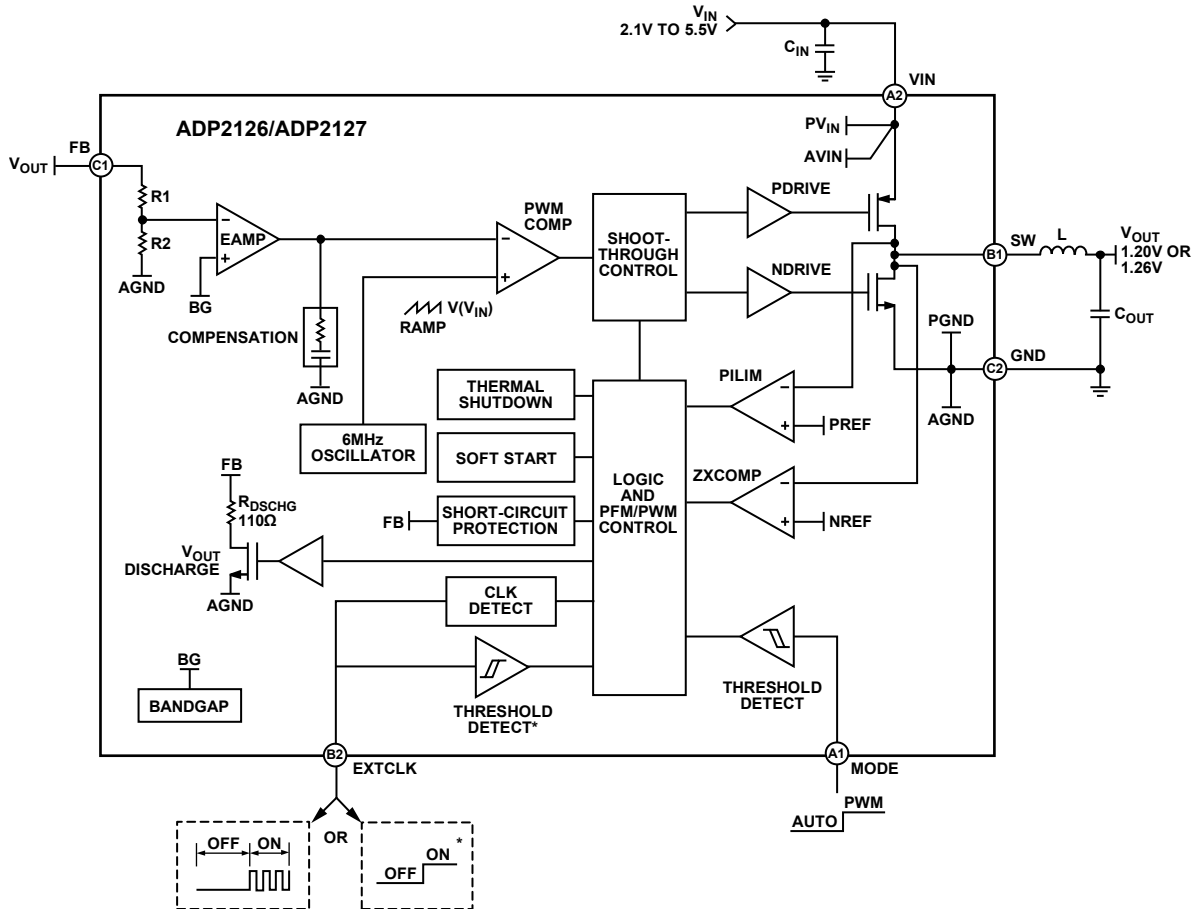 VIN
2.1V TO 5.5V
CIN
A2
VIN
ADP2126/ADP2127
PVIN
AVIN
FB
VOUT
C1
R1
R2
AGND
EAMP
−
+
BG
COMPENSATION
AGND
PWM
COMP
−
+
V(VIN)
RAMP
6MHz
OSCILLATOR
SHOOT-
THROUGH
CONTROL
PDRIVE
NDRIVE
B1
SW
L
VOUT
1.20V OR
1.26V
COUT
PGND
C2
GND
AGND
PILIM
−
+
PREF
ZXCOMP
−
+
NREF
THERMAL
SHUTDOWN
SOFT START
FB
SHORT-CIRCUIT
PROTECTION
LOGIC
AND
PFM/PWM
CONTROL
FB
RDSCHG
110Ω
VOUT
DISCHARGE
AGND
CLK
DETECT
THRESHOLD
DETECT*
THRESHOLD
DETECT
BG
BANDGAP
B2
EXTCLK
A1
MODE
AUTO
PWM
OFF
ON
OR
OFF
ON
*